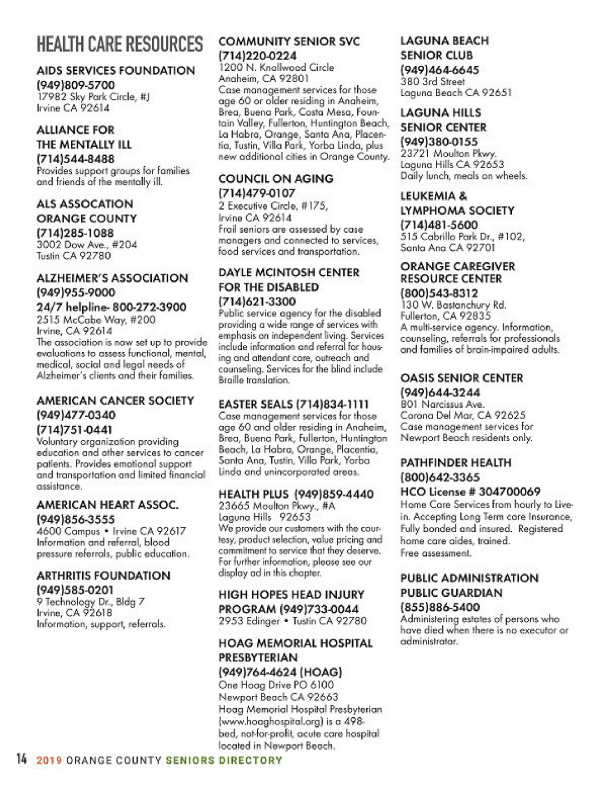 HEALTH CARE RESOURCES
AIDS SERVICES FOUNDATION
(949)809-5700
17982 Sky Park Circle, #J
Irvine CA 92614
ALLIANCE FOR
THE MENTALLY ILL
(714)544-8488
Provides support groups for families
and friends of the mentally ill.
ALS ASSOCATION
ORANGE COUNTY
(714)285-1088
3002 Dow Ave., #204
Tustin CA 92780
ALZHEIMER'S ASSOCIATION
(949)955-9000
24/7 helpline- 800-272-3900
2515 McCabe Way, #200
Irvine, CA 92614
The association is now set up to provide
evaluations to assess functional, mental,
medical, social and legal needs of
Alzheimer's clients and their families.
AMERICAN CANCER SOCIETY
(949)477-0340
(714)751-0441
Voluntary organization providing
education and other services to cancer
patients. Provides emotional support
and transportation and limited financial
assistance.
AMERICAN HEART ASSOC.
(949)856-3555
4600 Campus • Irvine CA 92617
Information and referral, blood
pressure referrals, public education.
ARTHRITIS FOUNDATION
(949)585-0201
9 Technology Dr., Bldg 7
Irvine, CA 92618
Information, support, referrals.
COMMUNITY SENIOR SVC
(714)220-0224
1200 N. Knollwood Circle
Anaheim, CA 92801
Case management services for those
age 60 or older residing in Anaheim,
Brea, Buena Park, Costa Mesa, Foun-
tain Valley, Fullerton, Huntington Beach,
La Habra, Orange, Santa Ana, Placen-
tia, Tustin, Villa Park, Yorba Linda, plus
new additional cities in Orange County.
COUNCIL ON AGING
(714)479-0107
2 Executive Circle, #175,
Irvine CA 92614
Frail seniors are assessed by case
managers and connected to services,
food services and transportation.
DAYLE MCINTOSH CENTER
FOR THE DISABLED
(714)621-3300
Public service agency for the disabled
providing a wide range of services with
emphasis on independent living. Services
include information and referral for hous-
ing and attendant care, outreach and
counseling. Services for the blind include
Braille translation.
EASTER SEALS (714)834-1111
Case management services for those
age 60 and older residing in Anaheim,
Brea, Buena Park, Fullerton, Huntington
Beach, La Habra, Orange, Placentia,
Santa Ana, Tustin, Villa Park, Yorba
Linda and unincorporated areas.
HEALTH PLUS (949)859-4440
23665 Moulton Pkwy., #A
Laguna Hills 92653
We provide our customers with the cour-
tesy, product selection, value pricing and
commitment to service that they deserve.
For further information, please see our
display ad in this chapter.
HIGH HOPES HEAD INJURY
PROGRAM (949)733-0044
2953 Edinger • Tustin CA 92780
HOAG MEMORIAL HOSPITAL
PRESBYTERIAN
(949)764-4624 (HOAG)
One Hoag Drive PO 6100
Newport Beach CA 92663
Hoag Memorial Hospital Presbyterian
(www.hoaghospital.org) is a 498-
bed, not-for-profit, acute care hospital
located in Newport Beach.
LAGUNA BEACH
SENIOR CLUB
(949)464-6645
380 3rd Street
Laguna Beach CA 92651
LAGUNA HILLS
SENIOR CENTER
(949)380-0155
23721 Moulton Pkwy.
Laguna Hills CA 92653
Daily lunch, meals on wheels.
LEUKEMIA &
LYMPHOMA SOCIETY
(714)481-5600
515 Cabrillo Park Dr., #102,
Santa Ana CA 92701
ORANGE CAREGIVER
RESOURCE CENTER
(800)543-8312
130 W. Bastanchury Rd.
Fullerton, CA 92835
A multi-service agency. Information,
counseling, referrals for professionals
and families of brain-impaired adults.
OASIS SENIOR CENTER
(949)644-3244
801 Narcissus Ave.
Corona Del Mar, CA 92625
Case management services for
Newport Beach residents only.
PATHFINDER HEALTH
(800)642-3365
HCO License # 304700069
Home Care Services from hourly to Live-
in. Accepting Long Term care Insurance,
Fully bonded and insured. Registered
home care aides, trained.
Free assessment.
PUBLIC ADMINISTRATION
PUBLIC GUARDIAN
(855)886-5400
Administering estates of persons who
have died when there is no executor or
administrator.
14 2019 ORANGE COUNTY SENIORS DIRECTORY